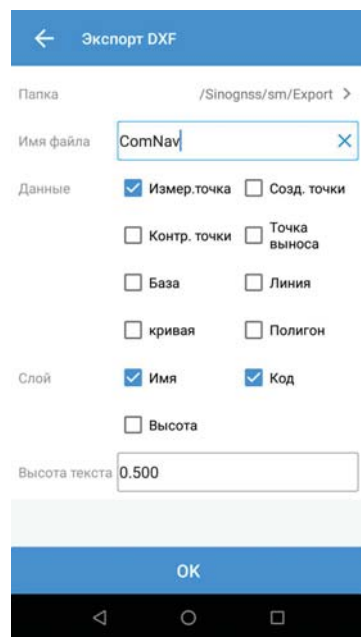 Экспорт DXF
Папка /Sinognss/sm/Export >
Имя файла ComNav
Данные Измер.точка Созд. точки
Контр. точки Точка выноса
База Линия
кривая Полигон
Слой Имя Код
Высота
Высота текста 0.500
OK